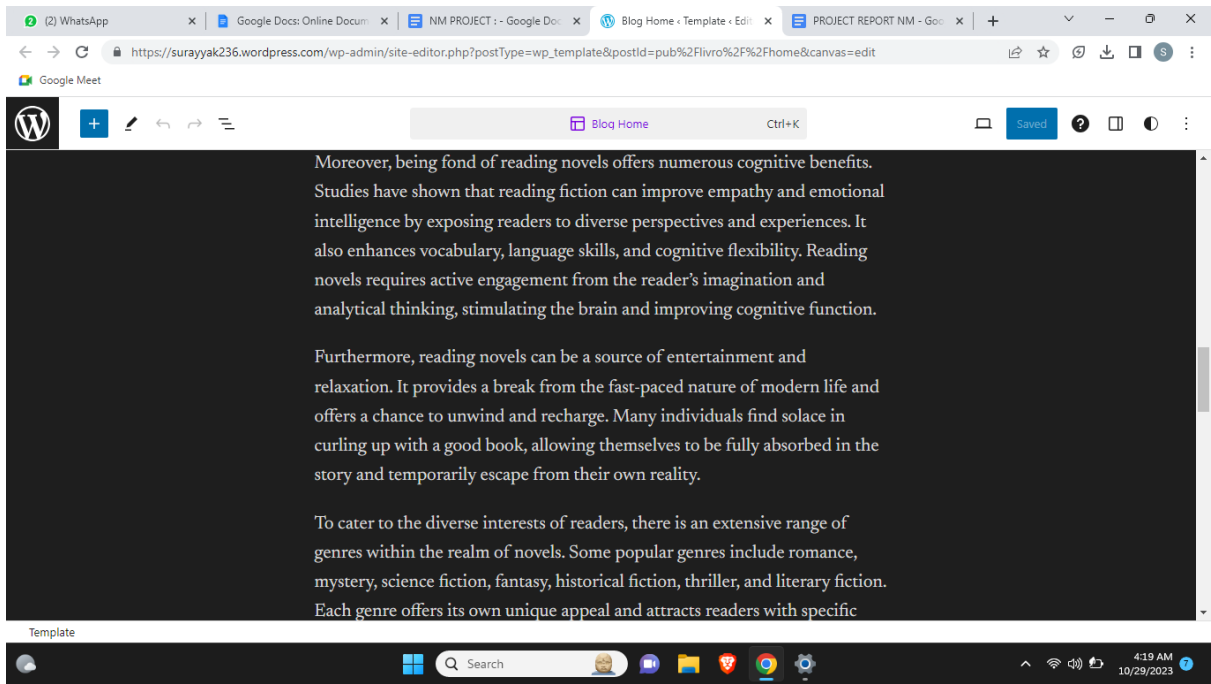 (2) WhatsApp
Google Docs: Online Docum
NM PROJECT : - Google Doc
Blog Home ‹ Template ‹ Edit
PROJECT REPORT NM - Goo
https://surayyak236.wordpress.com/wp-admin/site-editor.php?postType=wp_template&postId=pub%2Flivro%2F%2Fhome&canvas=edit
S
Google Meet
Blog Home
Ctrl+K
Saved
Moreover, being fond of reading novels offers numerous cognitive benefits.
Studies have shown that reading fiction can improve empathy and emotional
intelligence by exposing readers to diverse perspectives and experiences. It
also enhances vocabulary, language skills, and cognitive flexibility. Reading
novels requires active engagement from the reader’s imagination and
analytical thinking, stimulating the brain and improving cognitive function.
Furthermore, reading novels can be a source of entertainment and
relaxation. It provides a break from the fast-paced nature of modern life and
offers a chance to unwind and recharge. Many individuals find solace in
curling up with a good book, allowing themselves to be fully absorbed in the
story and temporarily escape from their own reality.
To cater to the diverse interests of readers, there is an extensive range of
genres within the realm of novels. Some popular genres include romance,
mystery, science fiction, fantasy, historical fiction, thriller, and literary fiction.
Each genre offers its own unique appeal and attracts readers with specific
Template
Search
4:19 AM
10/29/2023
7